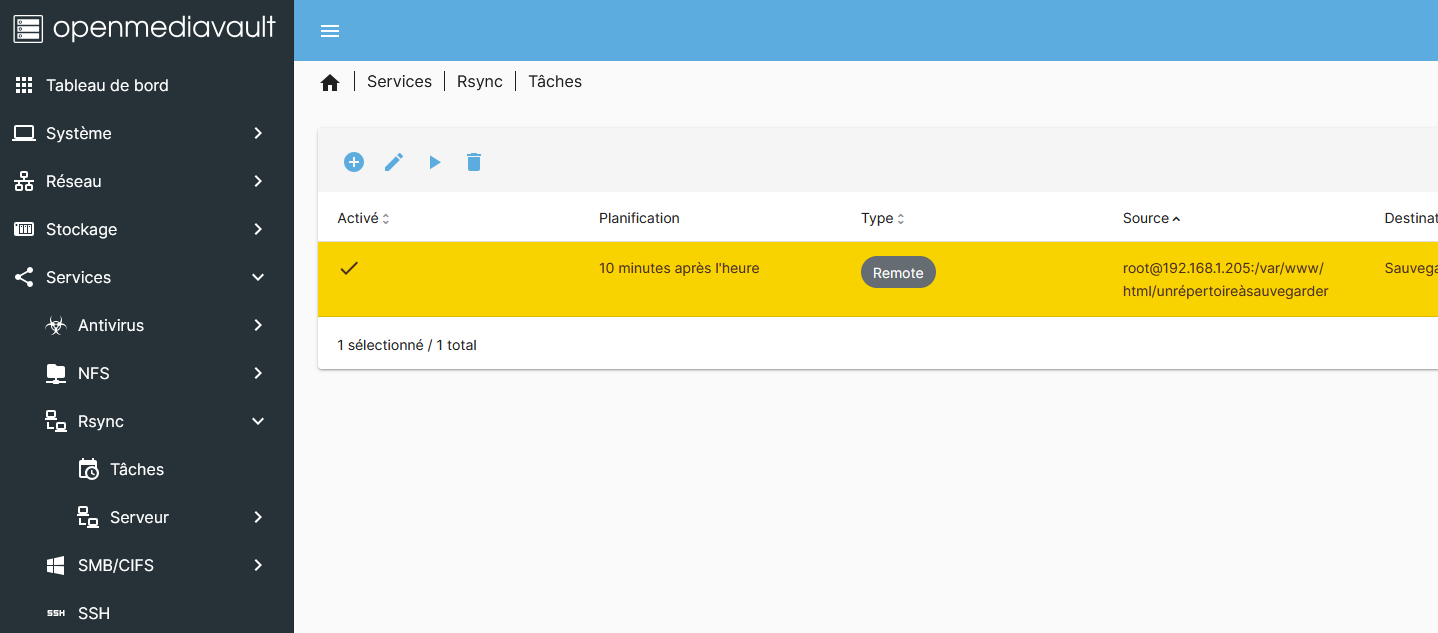 openmediavault
Tableau de bord
Système
Réseau
Stockage
Services
Antivirus
NFS
Rsync
Tâches
Serveur
SMB/CIFS
SSH SSH
Services | Rsync | Tâches
Activé Planification Type Source Destinat
10 minutes après l'heure Remote root@192.168.1.205:/var/www/ Sauvega
html/unrépertoireàsauvegarder
1 sélectionné / 1 total